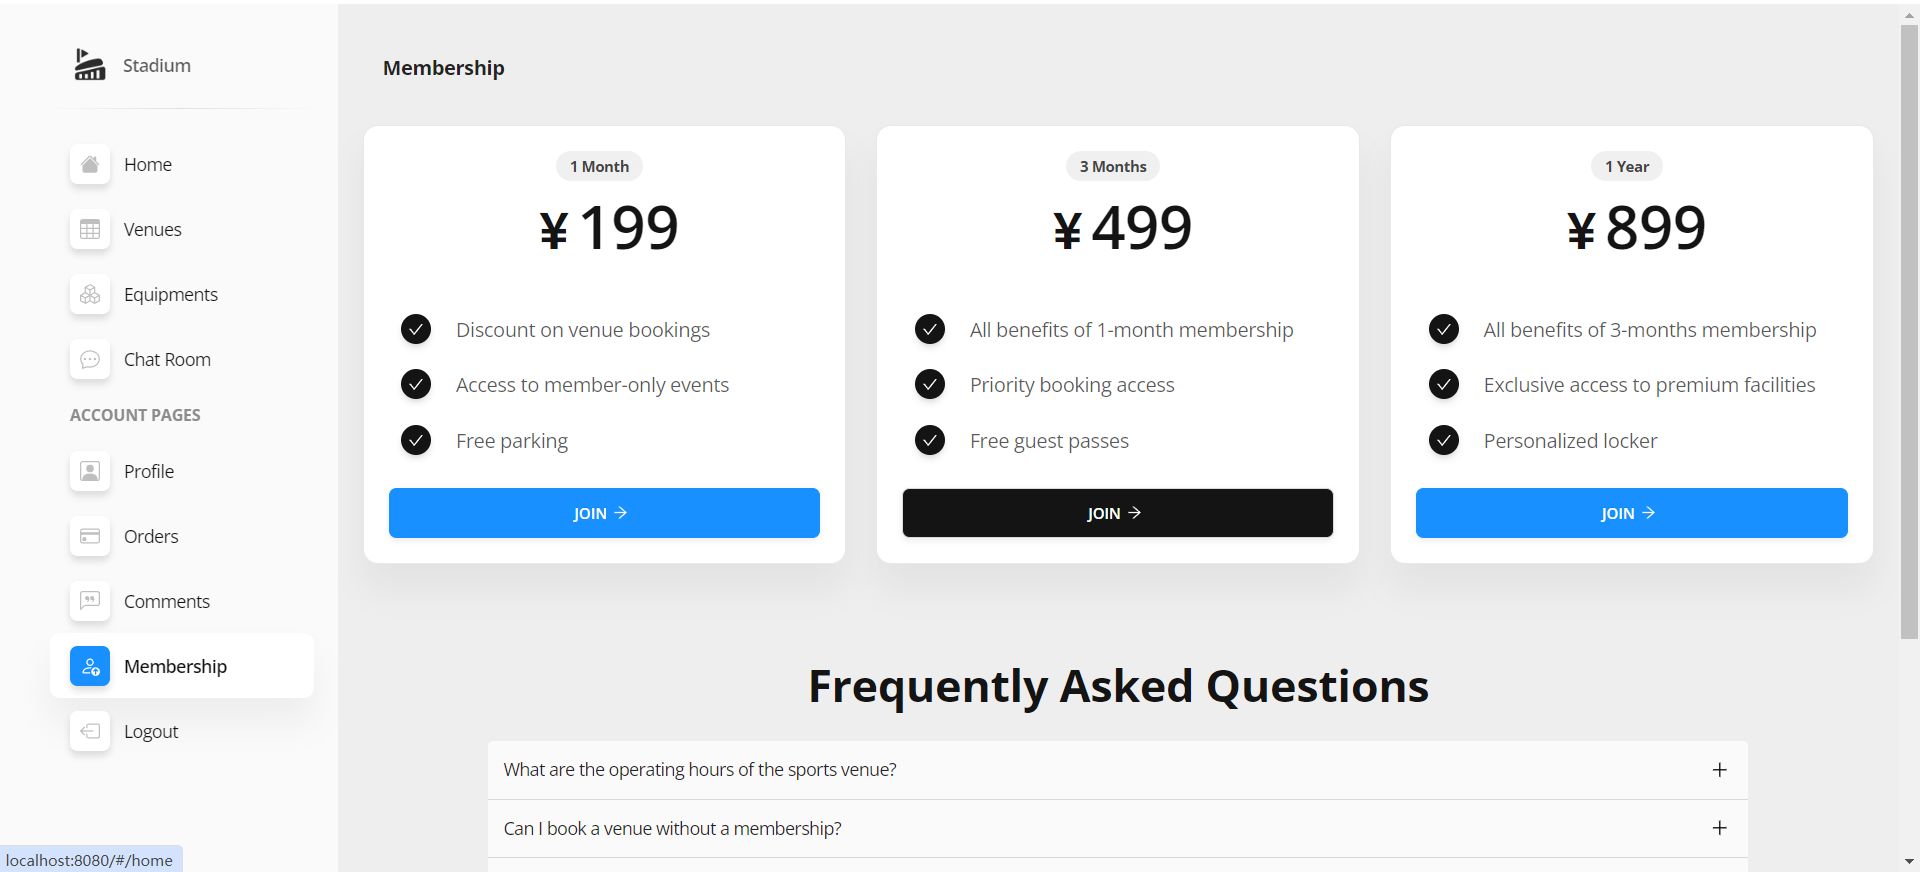 Stadium
Home
Venues
Equipments
Chat Room
ACCOUNT PAGES
Profile
Orders
Comments
Membership
Logout
localhost:8080/#/home
Membership
1 Month
¥ 199
Discount on venue bookings
Access to member-only events
Free parking
JOIN →
3 Months
¥ 499
All benefits of 1-month membership
Priority booking access
Free guest passes
JOIN →
1 Year
¥ 899
All benefits of 3-months membership
Exclusive access to premium facilities
Personalized locker
JOIN →
Frequently Asked Questions
What are the operating hours of the sports venue?
Can I book a venue without a membership?